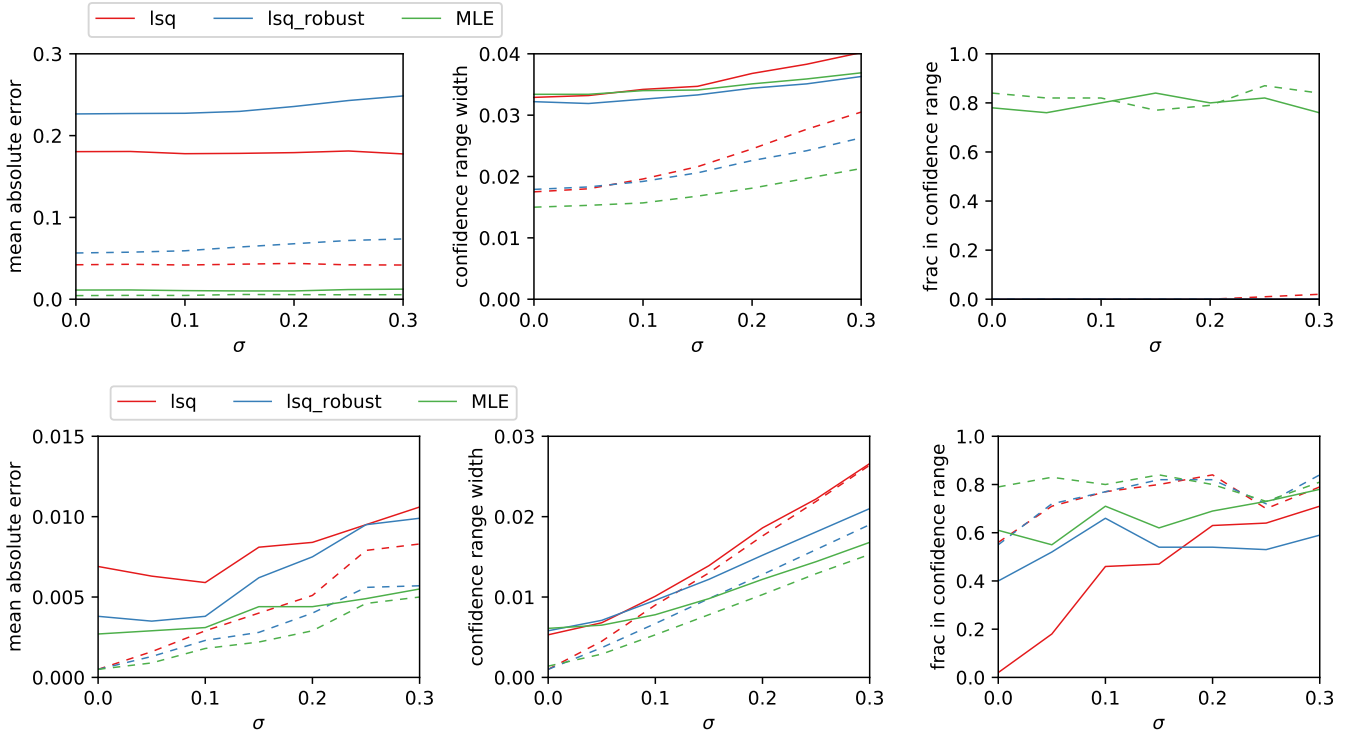 lsq lsq_robust MLE
mean absolute error
0.3
0.2
0.1
0.0
0.0 0.1 0.2 0.3
σ
confidence range width
0.04
0.03
0.02
0.01
0.00
0.0 0.1 0.2 0.3
σ
frac in confidence range
1.0
0.8
0.6
0.4
0.2
0.0
0.0 0.1 0.2 0.3
σ
lsq lsq_robust MLE
mean absolute error
0.015
0.010
0.005
0.000
0.0 0.1 0.2 0.3
σ
confidence range width
0.03
0.02
0.01
0.00
0.0 0.1 0.2 0.3
σ
frac in confidence range
1.0
0.8
0.6
0.4
0.2
0.0
0.0 0.1 0.2 0.3
σ